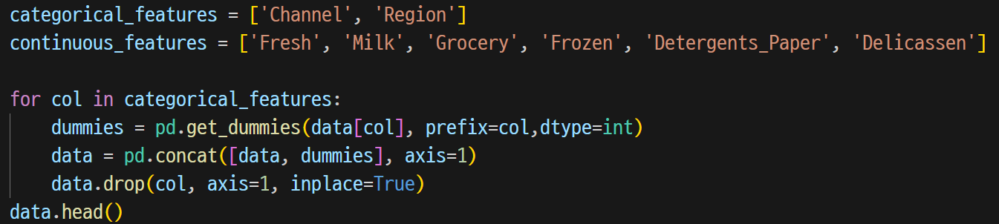 categorical_features = ['Channel', 'Region']
continuous_features = ['Fresh', 'Milk', 'Grocery', 'Frozen', 'Detergents_Paper', 'Delicassen']

for col in categorical_features:
    dummies = pd.get_dummies(data[col], prefix=col,dtype=int)
    data = pd.concat([data, dummies], axis=1)
    data.drop(col, axis=1, inplace=True)
data.head()